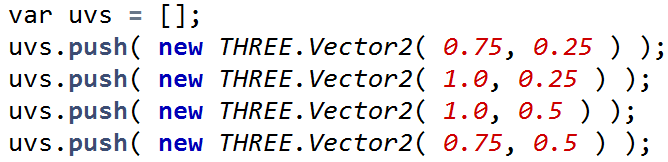 var uvs = [];
uvs.push( new THREE.Vector2( 0.75, 0.25 ) );
uvs.push( new THREE.Vector2( 1.0, 0.25 ) );
uvs.push( new THREE.Vector2( 1.0, 0.5 ) );
uvs.push( new THREE.Vector2( 0.75, 0.5 ) );